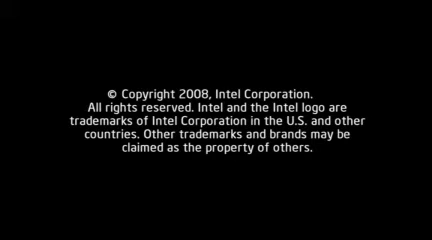 © Copyright 2008, Intel Corporation.
All rights reserved. Intel and the Intel logo are
trademarks of Intel Corporation in the U.S. and other
countries. Other trademarks and brands may be
claimed as the property of others.